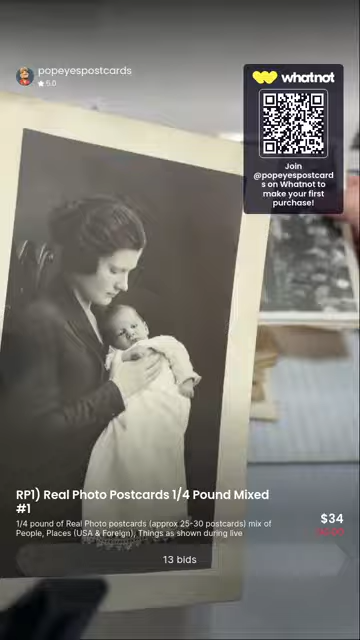 popeyespostcards
★5.0
whatnot
Join
@popeyespostcard
s on Whatnot to
make your first
purchase!
RP1) Real Photo Postcards 1/4 Pound Mixed
#1
1/4 pound of Real Photo postcards (approx 25-30 postcards) mix of
People, Places (USA & Foreign), Things as shown during live
$34
13 bids